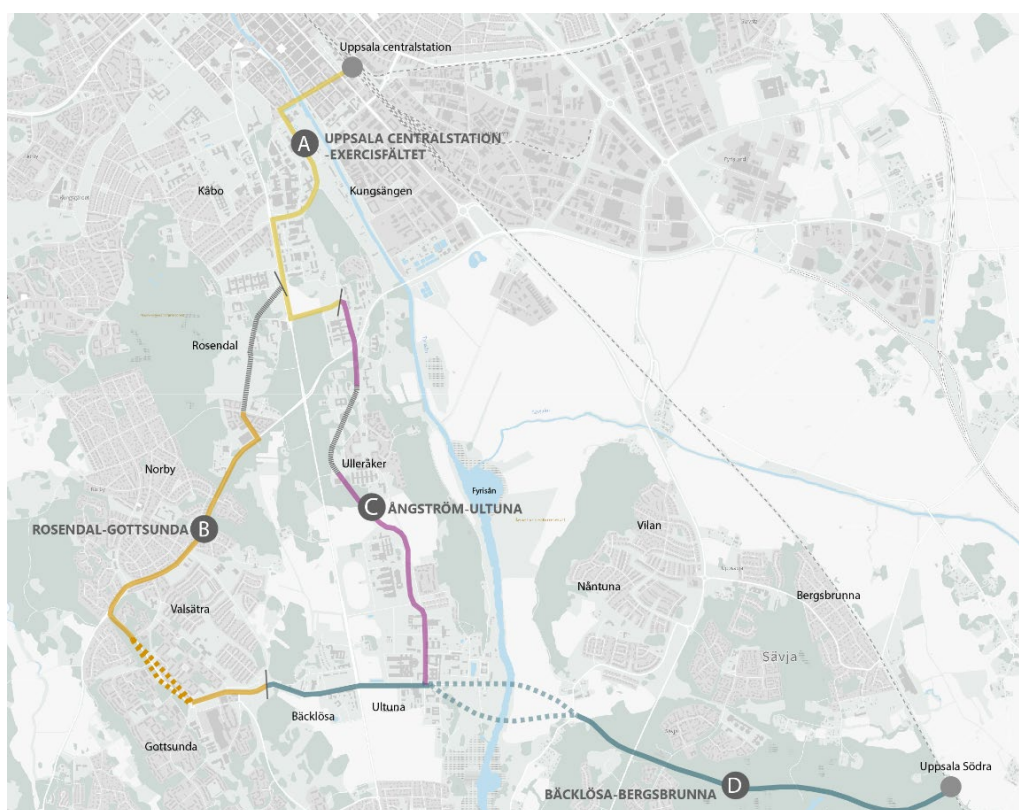 Uppsala centralstation
A
UPPSALA CENTRALSTATION
-EXERCISFÄLTET
Kåbo
Kungsängen
Rosendal
Norby
Ulleråker
Fyrisån
C
ÅNGSTRÖM-ULTUNA
ROSENDAL-GOTTSUNDA
B
Vilan
Nåntuna
Bergsbrunna
Valsätra
Sävja
Bäcklösa
Ultuna
Gottsunda
Uppsala Södra
BÄCKLÖSA-BERGSBRUNNA
D